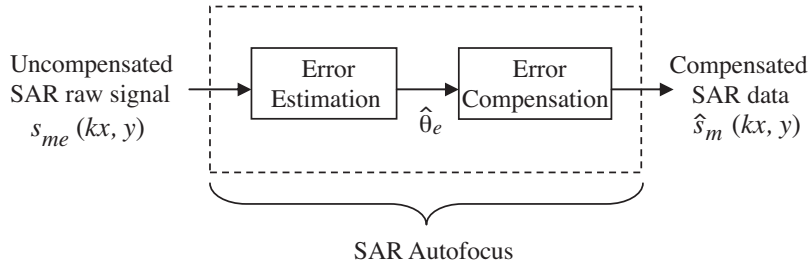 Uncompensated
SAR raw signal
s_me (kx, y)
Error
Estimation
θ̂_e
Error
Compensation
Compensated
SAR data
ŝ_m (kx, y)
SAR Autofocus